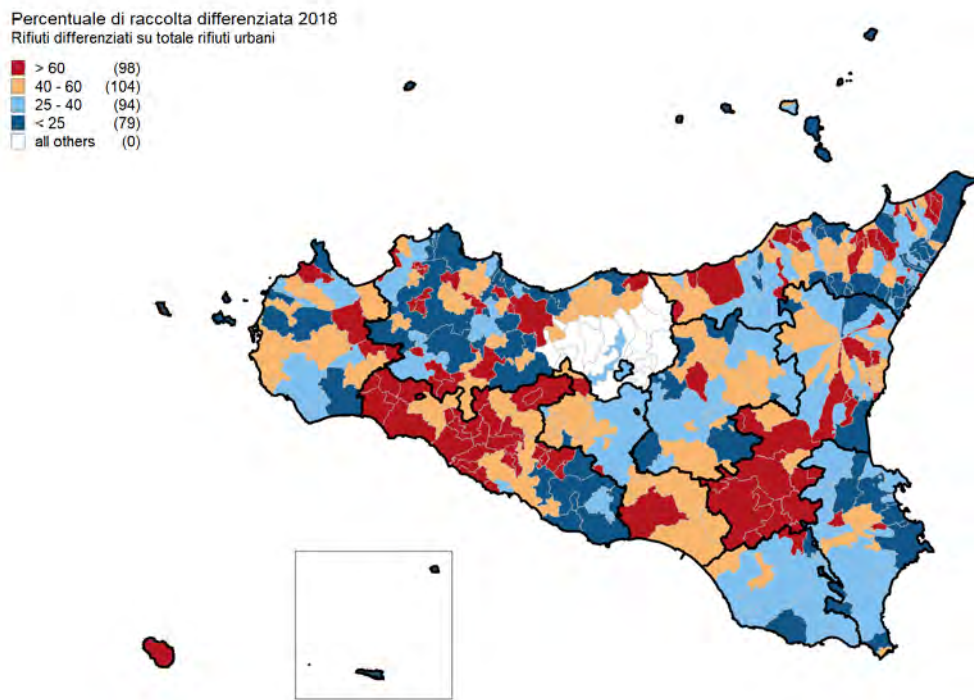 Percentuale di raccolta differenziata 2018
Rifiuti differenziati su totale rifiuti urbani
> 60 (98)
40 - 60 (104)
25 - 40 (94)
< 25 (79)
all others (0)